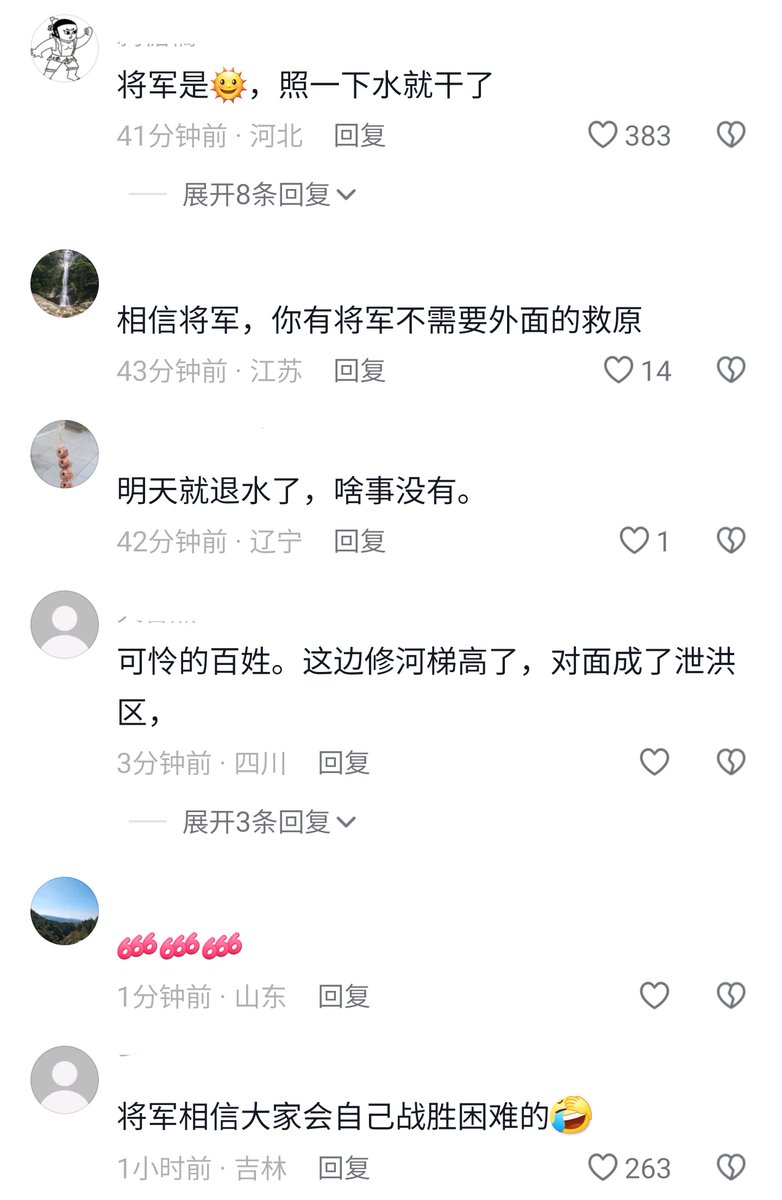 将军是🌞，照一下水就干了
41分钟前 · 河北 回复 383
展开8条回复
相信将军，你有将军不需要外面的救原
43分钟前 · 江苏 回复 14
明天就退水了，啥事没有。
42分钟前 · 辽宁 回复 1
可怜的百姓。这边修河梯高了，对面成了泄洪
区，
3分钟前 · 四川 回复
展开3条回复
666 666 666
1分钟前 · 山东 回复
将军相信大家会自己战胜困难的🤣
1小时前 · 吉林 回复 263